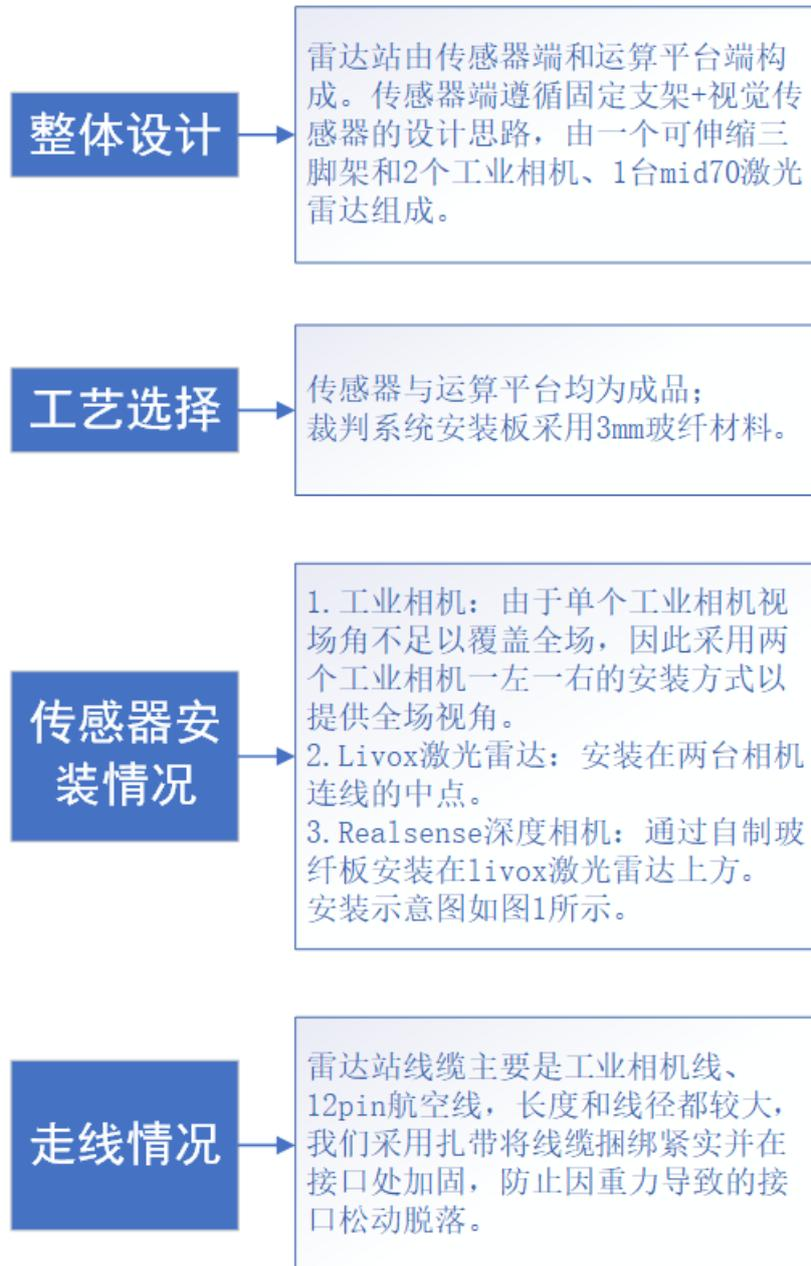 整体设计
雷达站由传感器端和运算平台端构
成。传感器端遵循固定支架+视觉传
感器的设计思路，由一个可伸缩三
脚架和2个工业相机、1台mid70激光
雷达组成。
工艺选择
传感器与运算平台均为成品；
裁判系统安装板采用3mm玻纤材料。
传感器安
装情况
1.工业相机：由于单个工业相机视
场角不足以覆盖全场，因此采用两
个工业相机一左一右的安装方式以
提供全场视角。
2.Livox激光雷达：安装在两台相机
连线的中点。
3.Realsense深度相机：通过自制玻
纤板安装在livox激光雷达上方。
安装示意图如图1所示。
走线情况
雷达站线缆主要是工业相机线、
12pin航空线，长度和线径都较大，
我们采用扎带将线缆捆绑紧实并在
接口处加固，防止因重力导致的接
口松动脱落。